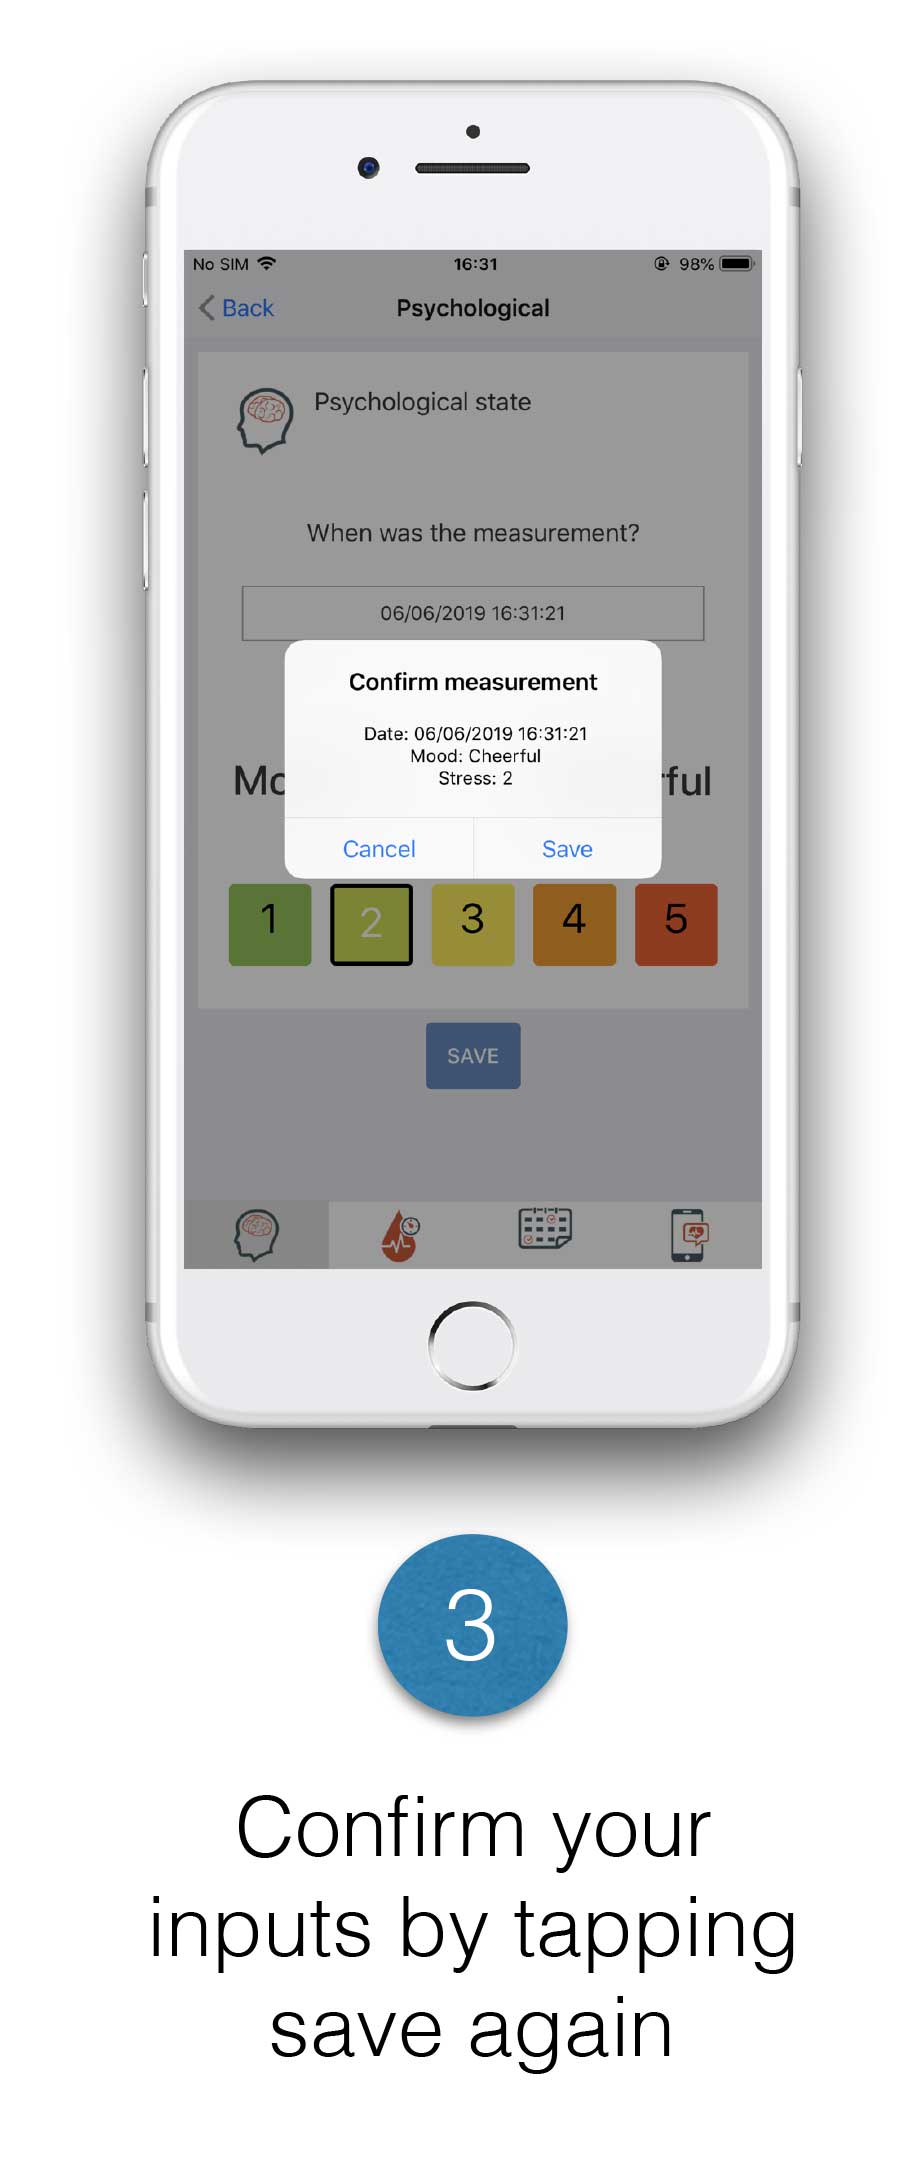 No SIM 16:31 98%
Back Psychological
Psychological state
When was the measurement?
06/06/2019 16:31:21
Confirm measurement
Date: 06/06/2019 16:31:21
Mood: Cheerful
Stress: 2
Mo ful
Cancel Save
1 2 3 4 5
SAVE
3
Confirm your
inputs by tapping
save again